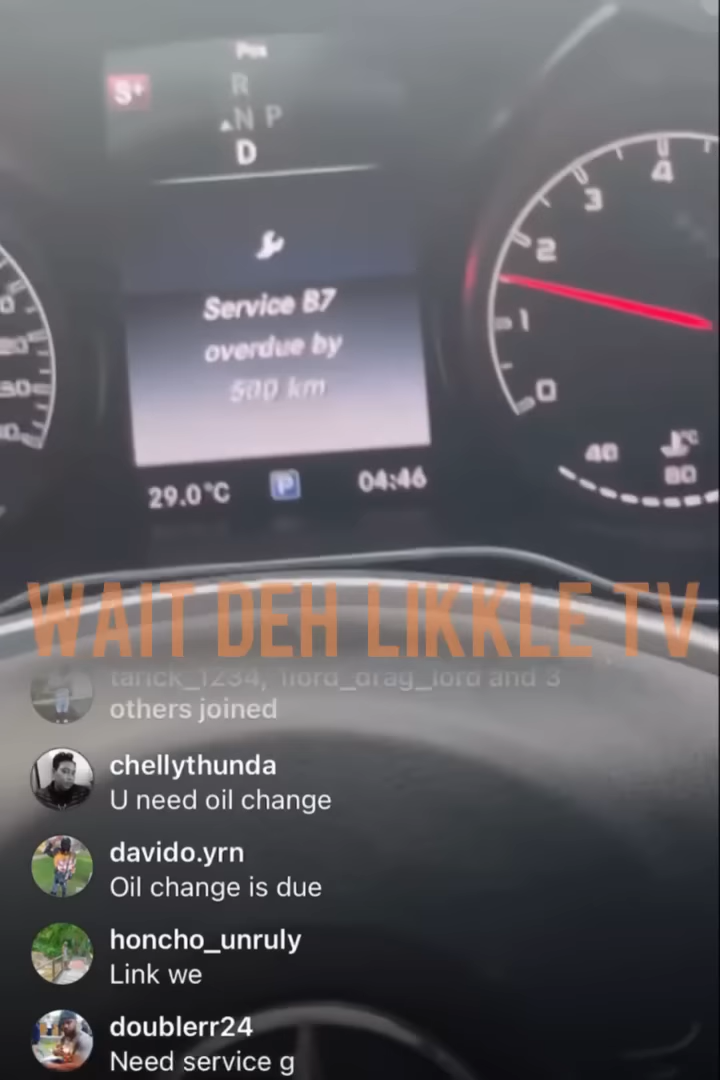 S+
R
N P
D
Service B7
overdue by
500 km
29.0°C P 04:46
4
3
2
1
0
40
°C
80
WAIT DEH LIKKLE TV
and 3
others joined
chellythunda
U need oil change
davido.yrn
Oil change is due
honcho_unruly
Link we
doublerr24
Need service g